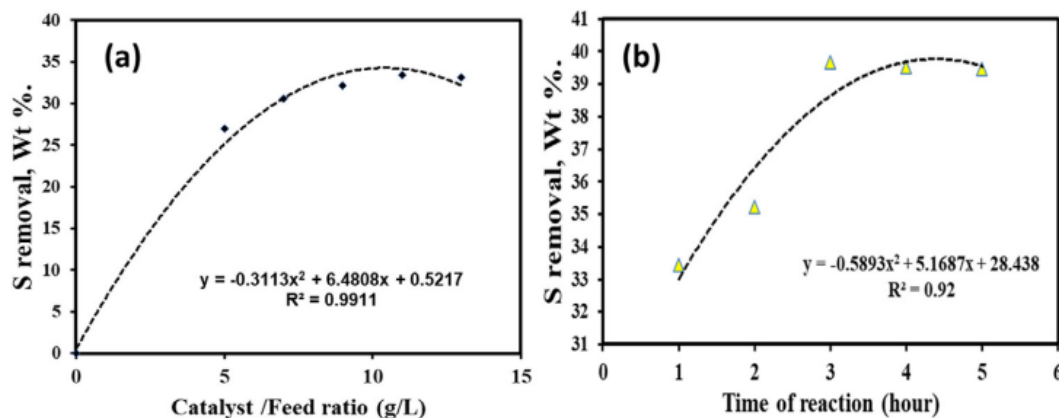 (a)
S removal, Wt %.
40
35
30
25
20
15
10
5
0
y = -0.3113x² + 6.4808x + 0.5217
R² = 0.9911
0 5 10 15
Catalyst /Feed ratio (g/L)
(b)
S removal, Wt %.
41
40
39
38
37
36
35
34
33
32
31
y = -0.5893x² + 5.1687x + 28.438
R² = 0.92
0 1 2 3 4 5 6
Time of reaction (hour)